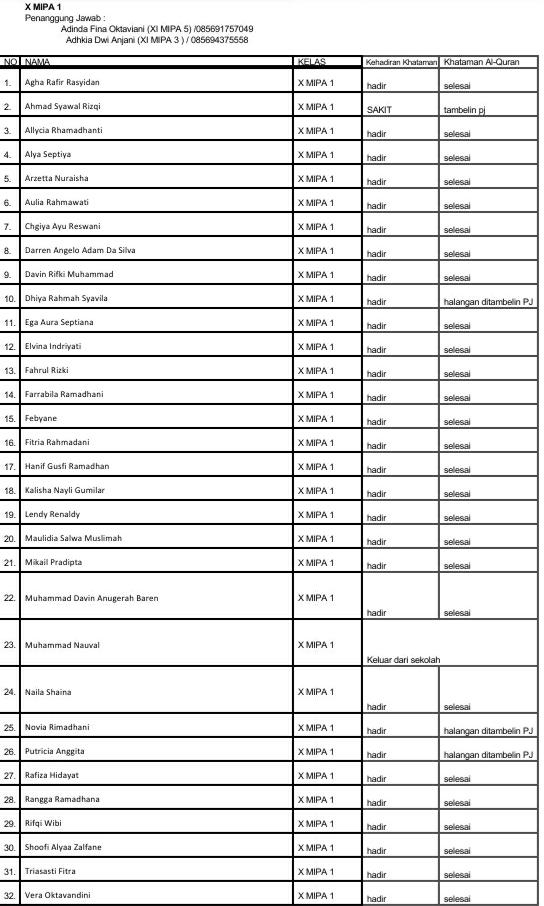 X MIPA 1
Penanggung Jawab :
Adinda Fina Oktaviani (XI MIPA 5) /085691757049
Adhkia Dwi Anjani (XI MIPA 3 ) / 085694375558
NO NAMA KELAS Kehadiran Khataman Khataman Al-Quran
1. Agha Rafir Rasyidan X MIPA 1 hadir selesai
2. Ahmad Syawal Rizqi X MIPA 1 SAKIT tambelin pj
3. Allycia Rhamadhanti X MIPA 1 hadir selesai
4. Alya Septiya X MIPA 1 hadir selesai
5. Arzetta Nuraisha X MIPA 1 hadir selesai
6. Aulia Rahmawati X MIPA 1 hadir selesai
7. Chgiya Ayu Reswani X MIPA 1 hadir selesai
8. Darren Angelo Adam Da Silva X MIPA 1 hadir selesai
9. Davin Rifki Muhammad X MIPA 1 hadir selesai
10. Dhiya Rahmah Syavila X MIPA 1 hadir halangan ditambelin PJ
11. Ega Aura Septiana X MIPA 1 hadir selesai
12. Elvina Indriyati X MIPA 1 hadir selesai
13. Fahrul Rizki X MIPA 1 hadir selesai
14. Farrabila Ramadhani X MIPA 1 hadir selesai
15. Febyane X MIPA 1 hadir selesai
16. Fitria Rahmadani X MIPA 1 hadir selesai
17. Hanif Gusfi Ramadhan X MIPA 1 hadir selesai
18. Kalisha Nayli Gumilar X MIPA 1 hadir selesai
19. Lendy Renaldy X MIPA 1 hadir selesai
20. Maulidia Salwa Muslimah X MIPA 1 hadir selesai
21. Mikail Pradipta X MIPA 1 hadir selesai
22. Muhammad Davin Anugerah Baren X MIPA 1 hadir selesai
23. Muhammad Nauval X MIPA 1 Keluar dari sekolah
24. Naila Shaina X MIPA 1 hadir selesai
25. Novia Rimadhani X MIPA 1 hadir halangan ditambelin PJ
26. Putricia Anggita X MIPA 1 hadir halangan ditambelin PJ
27. Rafiza Hidayat X MIPA 1 hadir selesai
28. Rangga Ramadhana X MIPA 1 hadir selesai
29. Rifqi Wibi X MIPA 1 hadir selesai
30. Shoofi Alyaa Zalfane X MIPA 1 hadir selesai
31. Triasasti Fitra X MIPA 1 hadir selesai
32. Vera Oktavandini X MIPA 1 hadir selesai